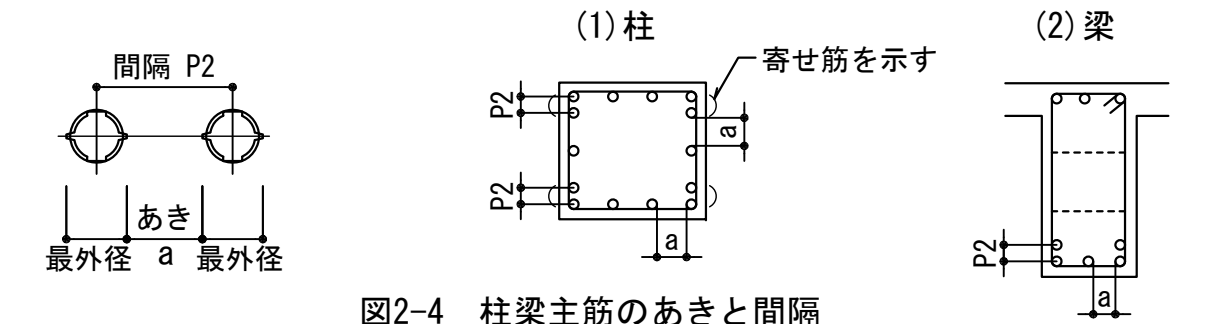 間隔 P2
あき
最外径 a 最外径
(1)柱
寄せ筋を示す
P2
a
P2
a
(2)梁
P2
a
図2-4 柱梁主筋のあきと間隔